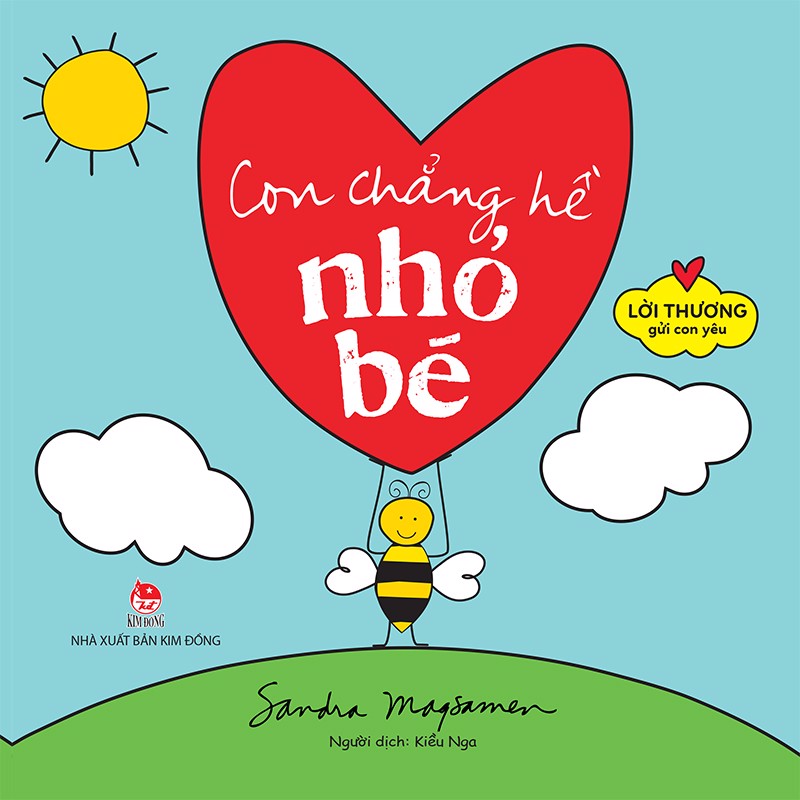 Con chẳng hề
nhỏ
bé
LỜI THƯƠNG
gửi con yêu
KIM ĐỒNG
NHÀ XUẤT BẢN KIM ĐỒNG
Sandra Magsamen
Người dịch: Kiều Nga